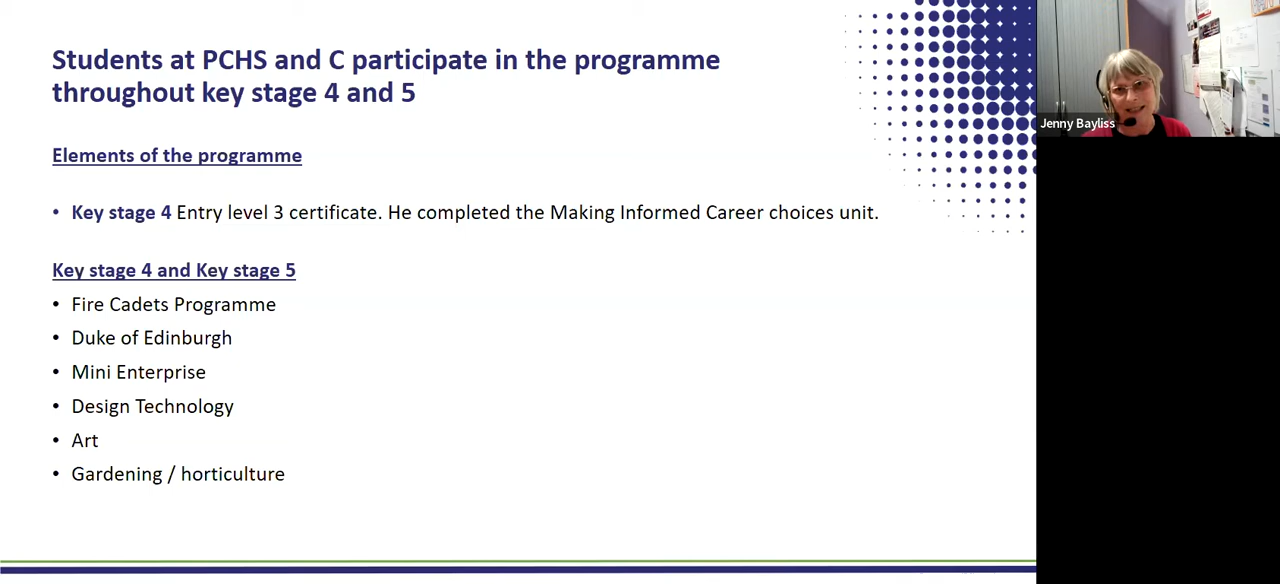 Students at PCHS and C participate in the programme
throughout key stage 4 and 5
Elements of the programme
• Key stage 4 Entry level 3 certificate. He completed the Making Informed Career choices unit.
Key stage 4 and Key stage 5
• Fire Cadets Programme
• Duke of Edinburgh
• Mini Enterprise
• Design Technology
• Art
• Gardening / horticulture
Jenny Bayliss